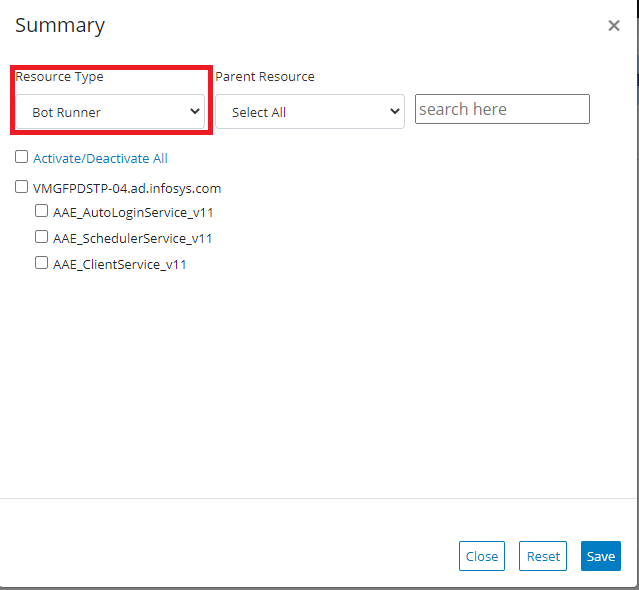 Summary
Resource Type Parent Resource
Bot Runner Select All search here
Activate/Deactivate All
VMGFPDSTP-04.ad.infosys.com
AAE_AutoLoginService_v11
AAE_SchedulerService_v11
AAE_ClientService_v11
Close Reset Save